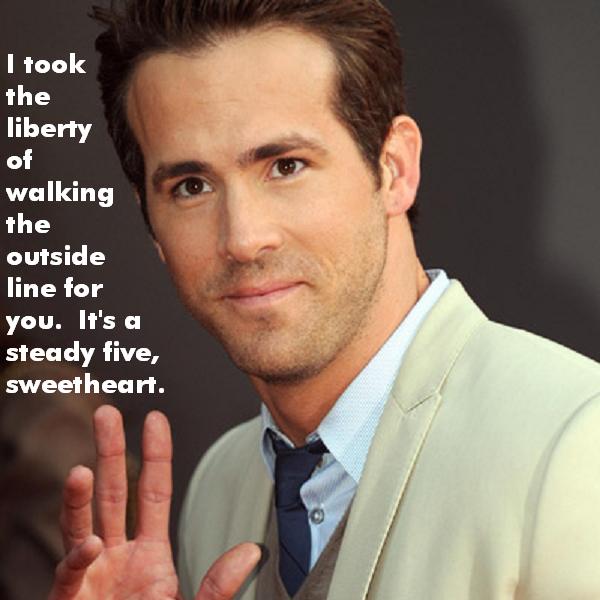 I took
the
liberty
of
walking
the
outside
line for
you.  It's a
steady five,
sweetheart.